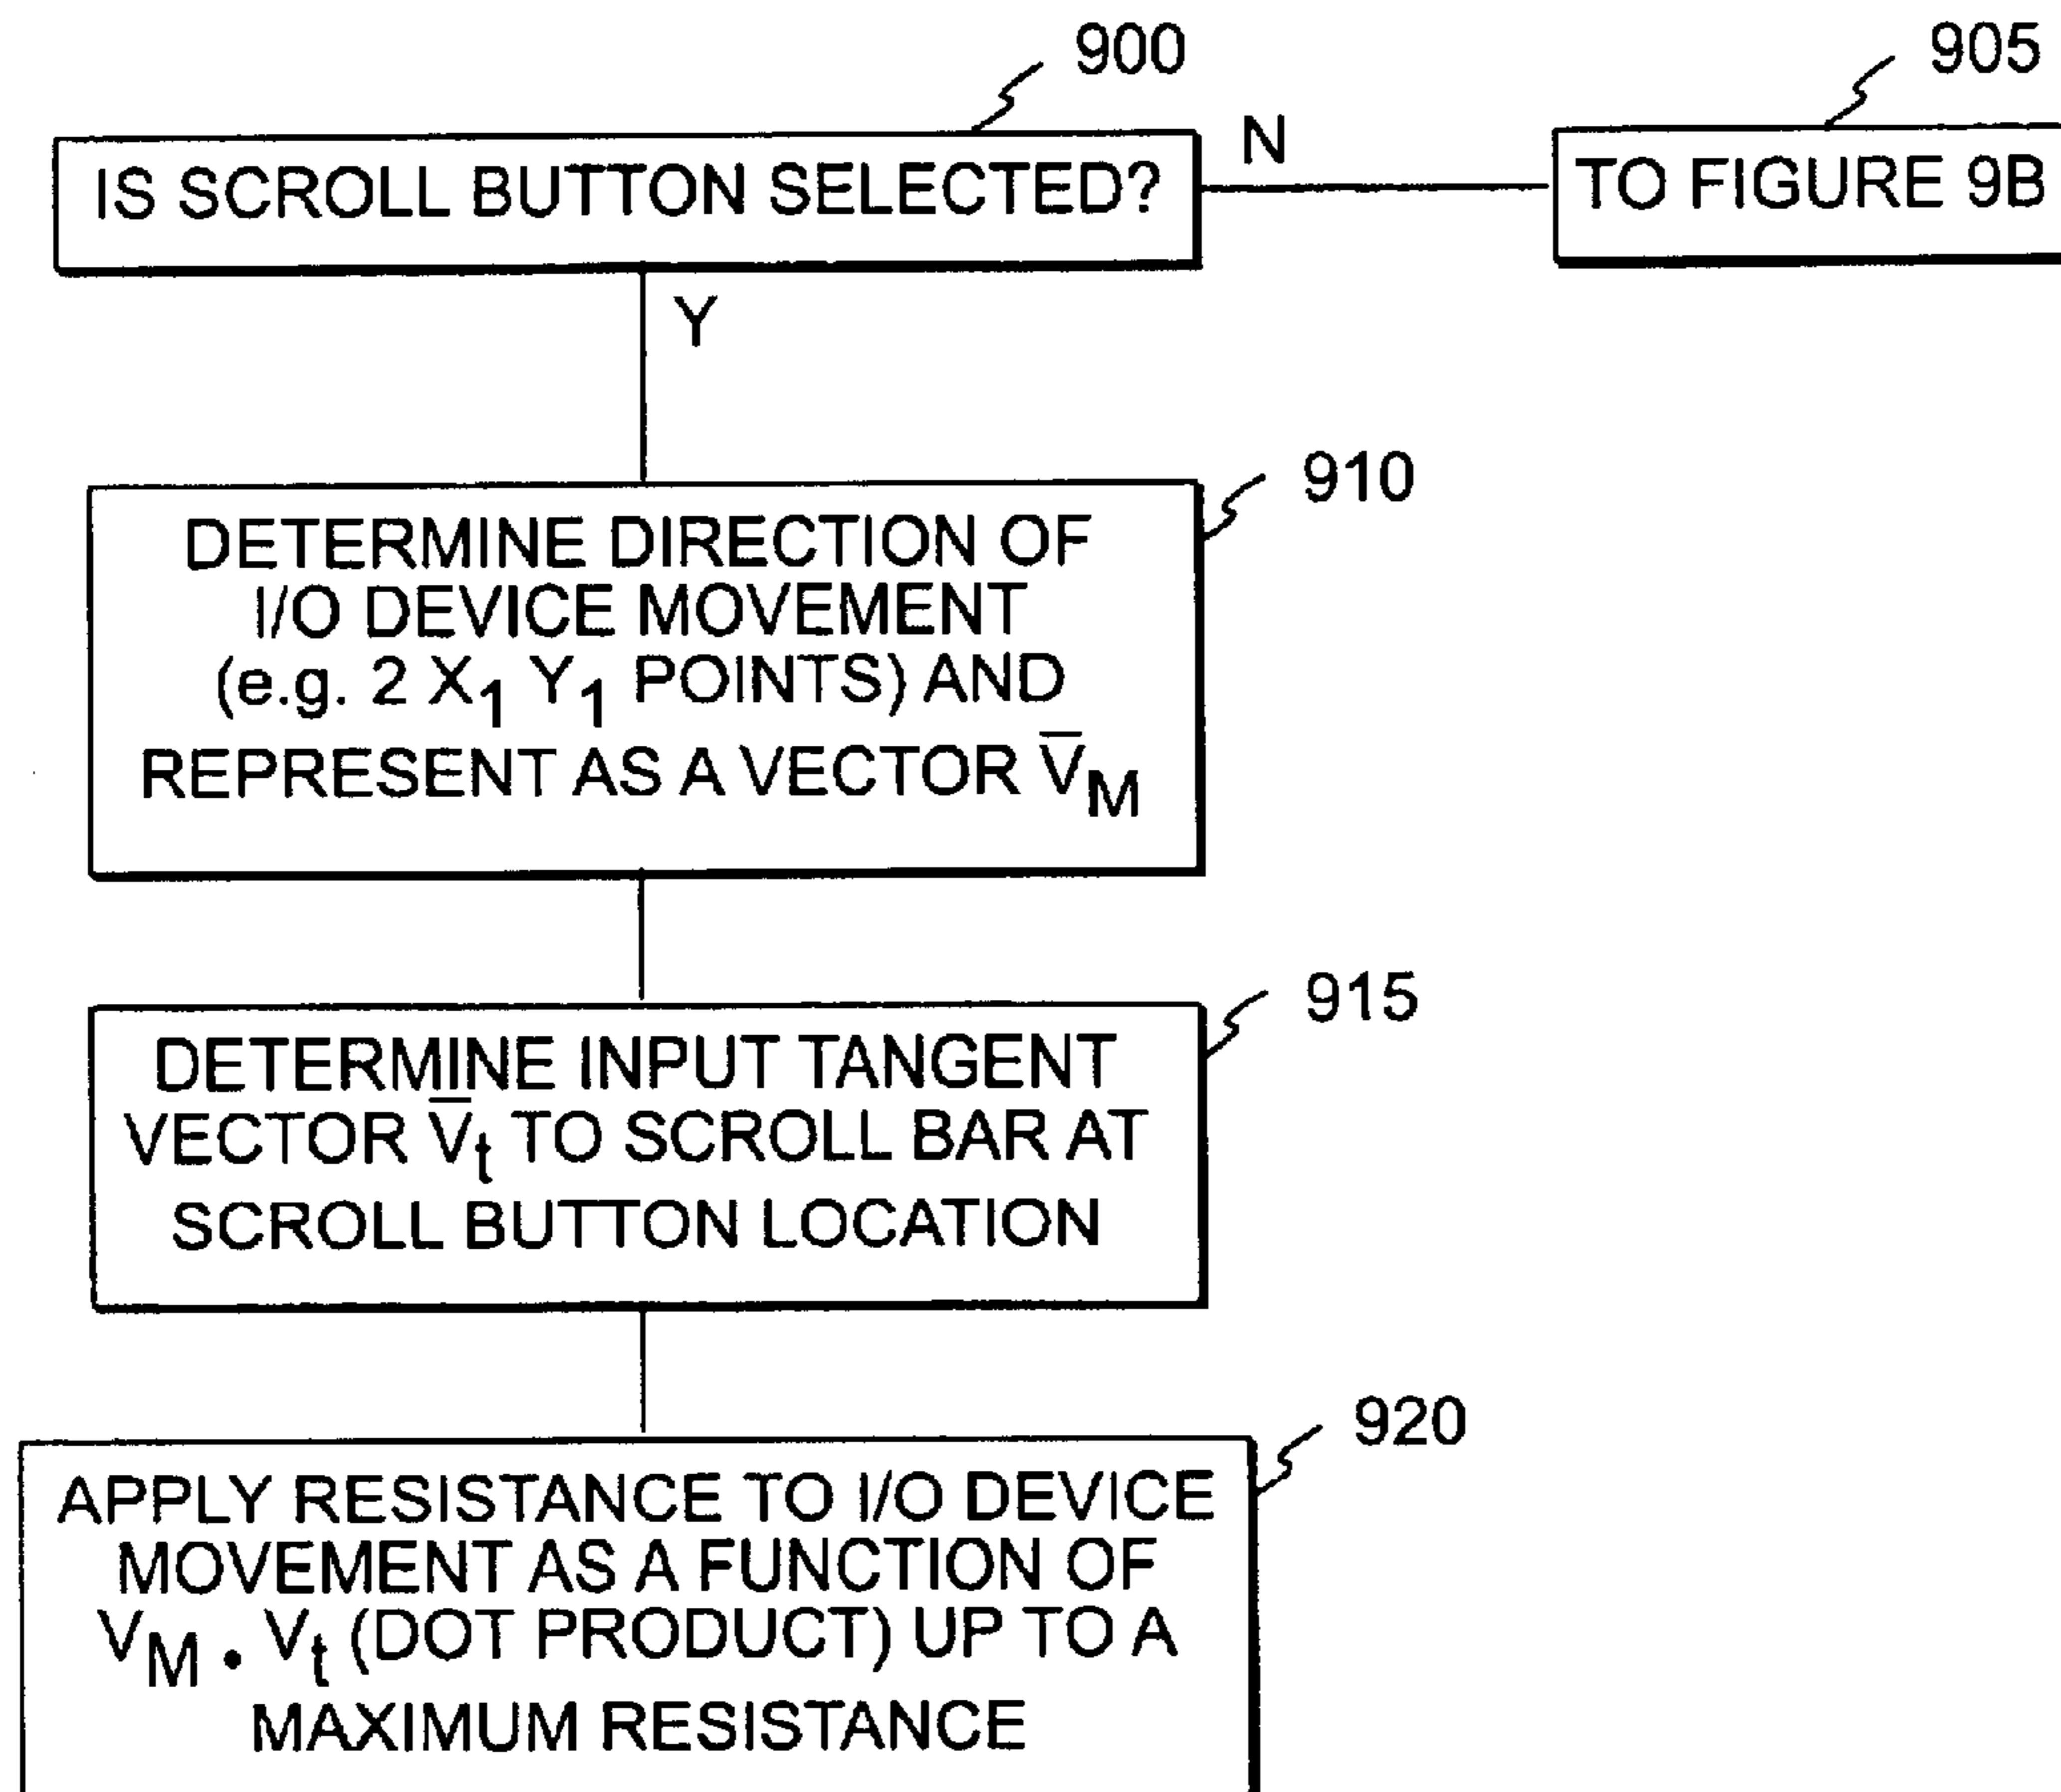 900
905
IS SCROLL BUTTON SELECTED?
N
TO FIGURE 9B
Y
910
DETERMINE DIRECTION OF
I/O DEVICE MOVEMENT
(e.g. 2 X₁ Y₁ POINTS) AND
REPRESENT AS A VECTOR V̅M
915
DETERMINE INPUT TANGENT
VECTOR V̅t TO SCROLL BAR AT
SCROLL BUTTON LOCATION
920
APPLY RESISTANCE TO I/O DEVICE
MOVEMENT AS A FUNCTION OF
VM • Vt (DOT PRODUCT) UP TO A
MAXIMUM RESISTANCE